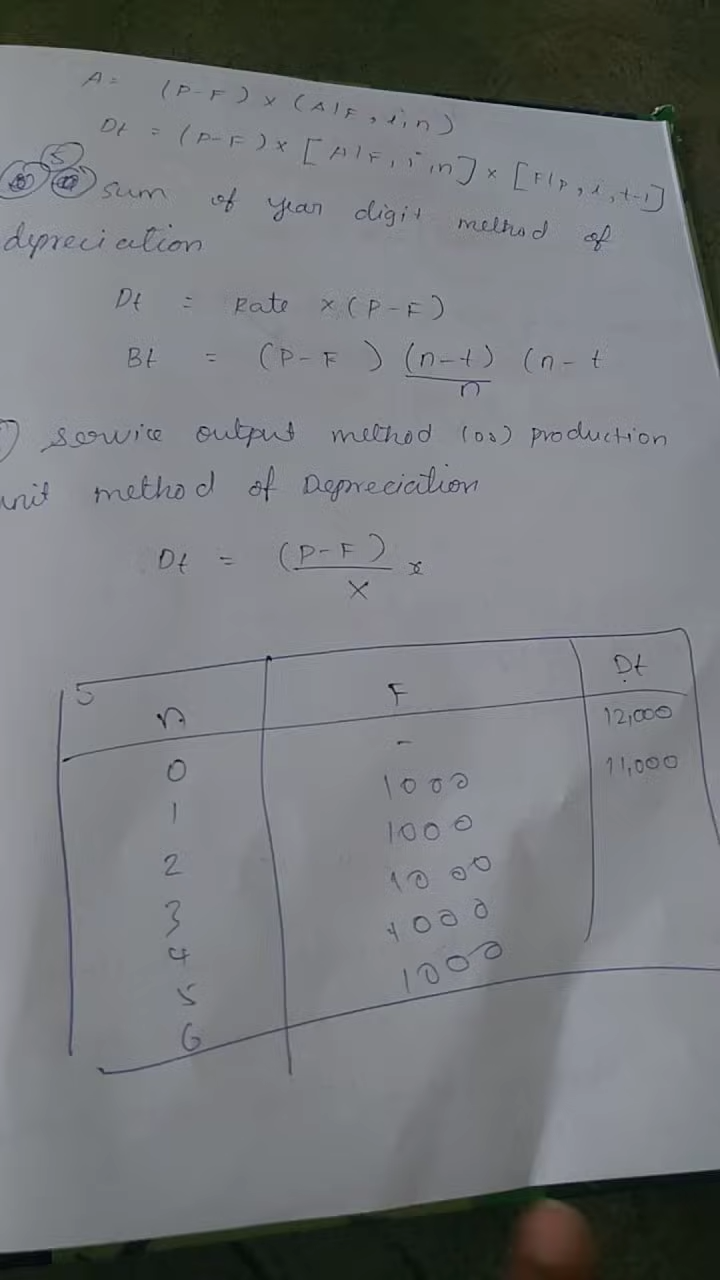 A= (P-F) x (A/F, i, n)
Dt = (P-F) x [A/F, i, n] x [F/P, i, t-1]
5 sum of year digit method of
depreciation
Dt = Rate x (P-F)
Bt = (P-F) (n-t)/n (n-t
service output method (or) production
unit method of Depreciation
Dt = (P-F)/X x
5
n F Dt
0 - 12,000
1 1000 11,000
2 1000
3 1000
4 1000
5 1000
6